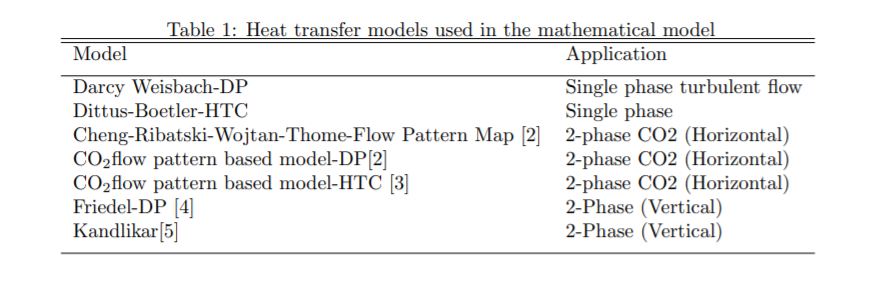 Table 1: Heat transfer models used in the mathematical model
Model Application
Darcy Weisbach-DP Single phase turbulent flow
Dittus-Boetler-HTC Single phase
Cheng-Ribatski-Wojtan-Thome-Flow Pattern Map [2] 2-phase CO2 (Horizontal)
CO₂flow pattern based model-DP[2] 2-phase CO2 (Horizontal)
CO₂flow pattern based model-HTC [3] 2-phase CO2 (Horizontal)
Friedel-DP [4] 2-Phase (Vertical)
Kandlikar[5] 2-Phase (Vertical)